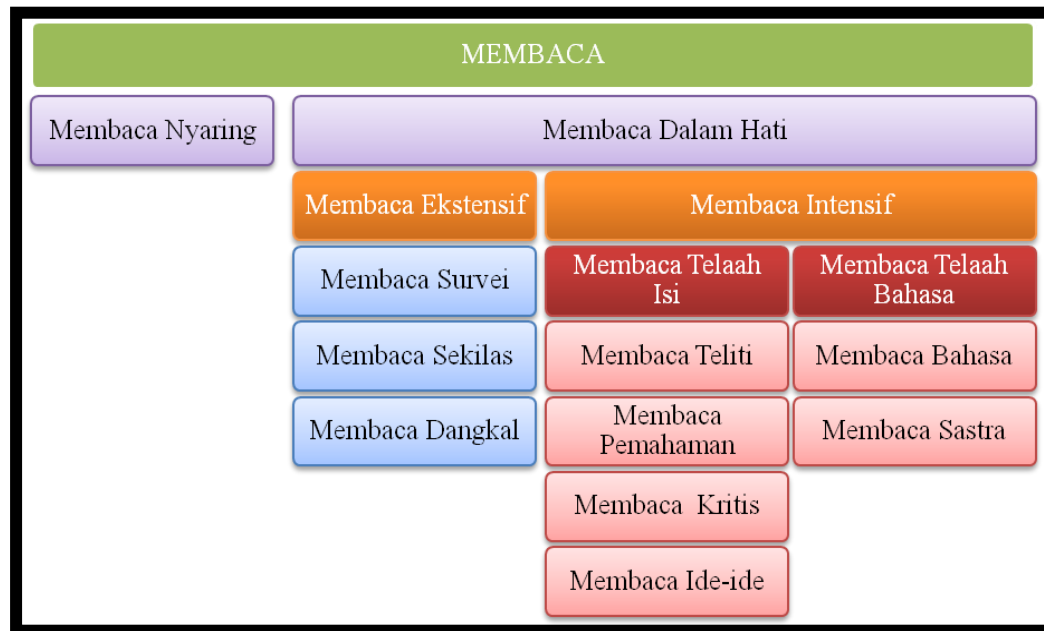 MEMBACA
Membaca Nyaring
Membaca Dalam Hati
Membaca Ekstensif
Membaca Intensif
Membaca Survei
Membaca Telaah
Isi
Membaca Telaah
Bahasa
Membaca Sekilas
Membaca Teliti
Membaca Bahasa
Membaca Dangkal
Membaca
Pemahaman
Membaca Sastra
Membaca Kritis
Membaca Ide-ide